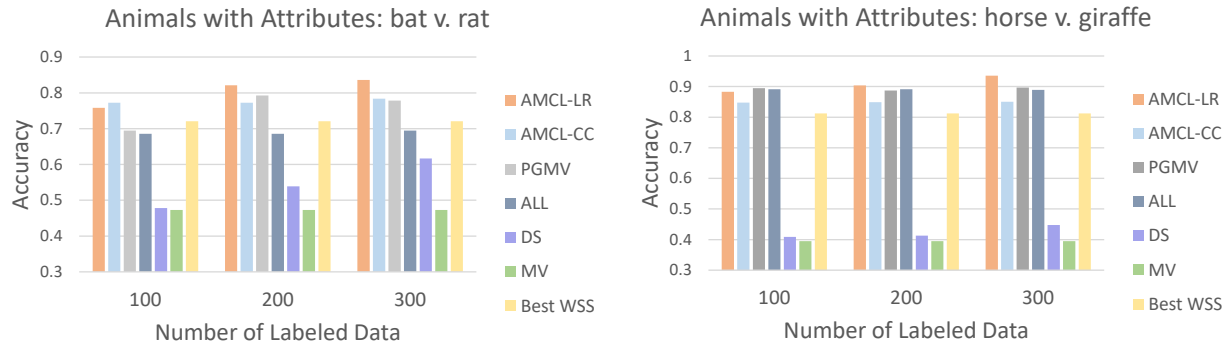 Animals with Attributes: bat v. rat
Accuracy
0.9
0.8
0.7
0.6
0.5
0.4
0.3
100 200 300
Number of Labeled Data
AMCL-LR
AMCL-CC
PGMV
ALL
DS
MV
Best WSS
Animals with Attributes: horse v. giraffe
Accuracy
1
0.9
0.8
0.7
0.6
0.5
0.4
0.3
100 200 300
Number of Labeled Data
AMCL-LR
AMCL-CC
PGMV
ALL
DS
MV
Best WSS